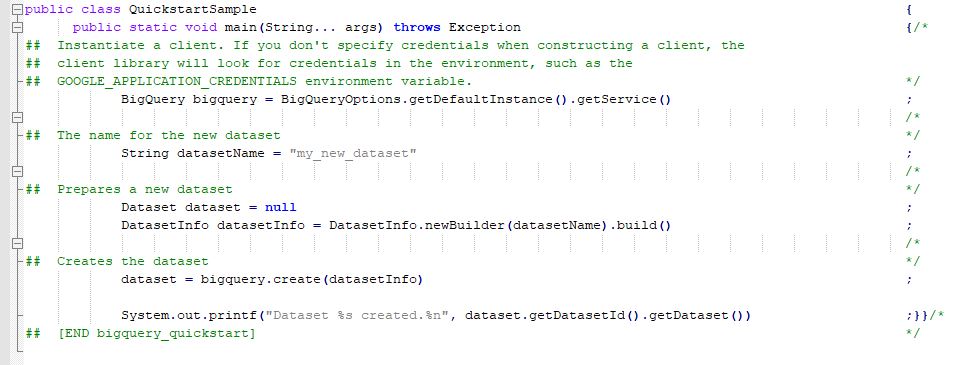 public class QuickstartSample {
public static void main(String... args) throws Exception {/*
## Instantiate a client. If you don't specify credentials when constructing a client, the
## client library will look for credentials in the environment, such as the
## GOOGLE_APPLICATION_CREDENTIALS environment variable. */
BigQuery bigquery = BigQueryOptions.getDefaultInstance().getService() ;
/*
## The name for the new dataset */
String datasetName = "my_new_dataset" ;
/*
## Prepares a new dataset */
Dataset dataset = null ;
DatasetInfo datasetInfo = DatasetInfo.newBuilder(datasetName).build() ;
/*
## Creates the dataset */
dataset = bigquery.create(datasetInfo) ;
System.out.printf("Dataset %s created.%n", dataset.getDatasetId().getDataset()) ;}}/*
## [END bigquery_quickstart] */